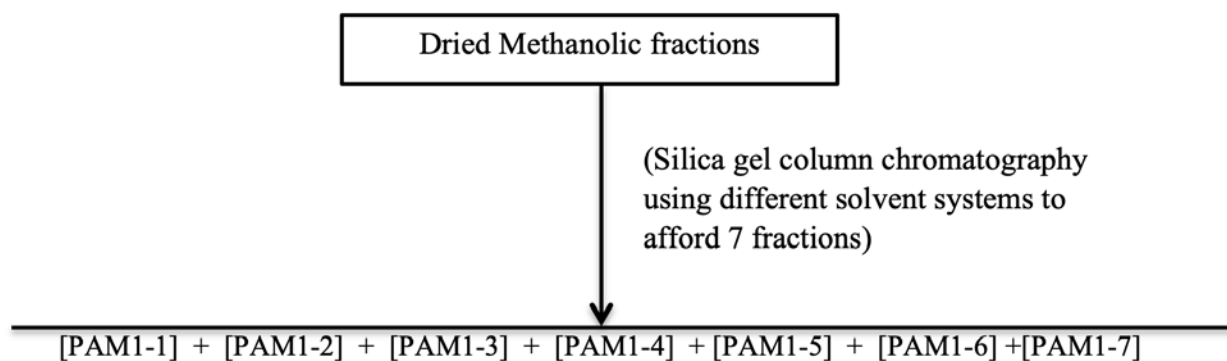 Dried Methanolic fractions
(Silica gel column chromatography
using different solvent systems to
afford 7 fractions)
[PAM1-1] + [PAM1-2] + [PAM1-3] + [PAM1-4] +[PAM1-5] + [PAM1-6] +[PAM1-7]